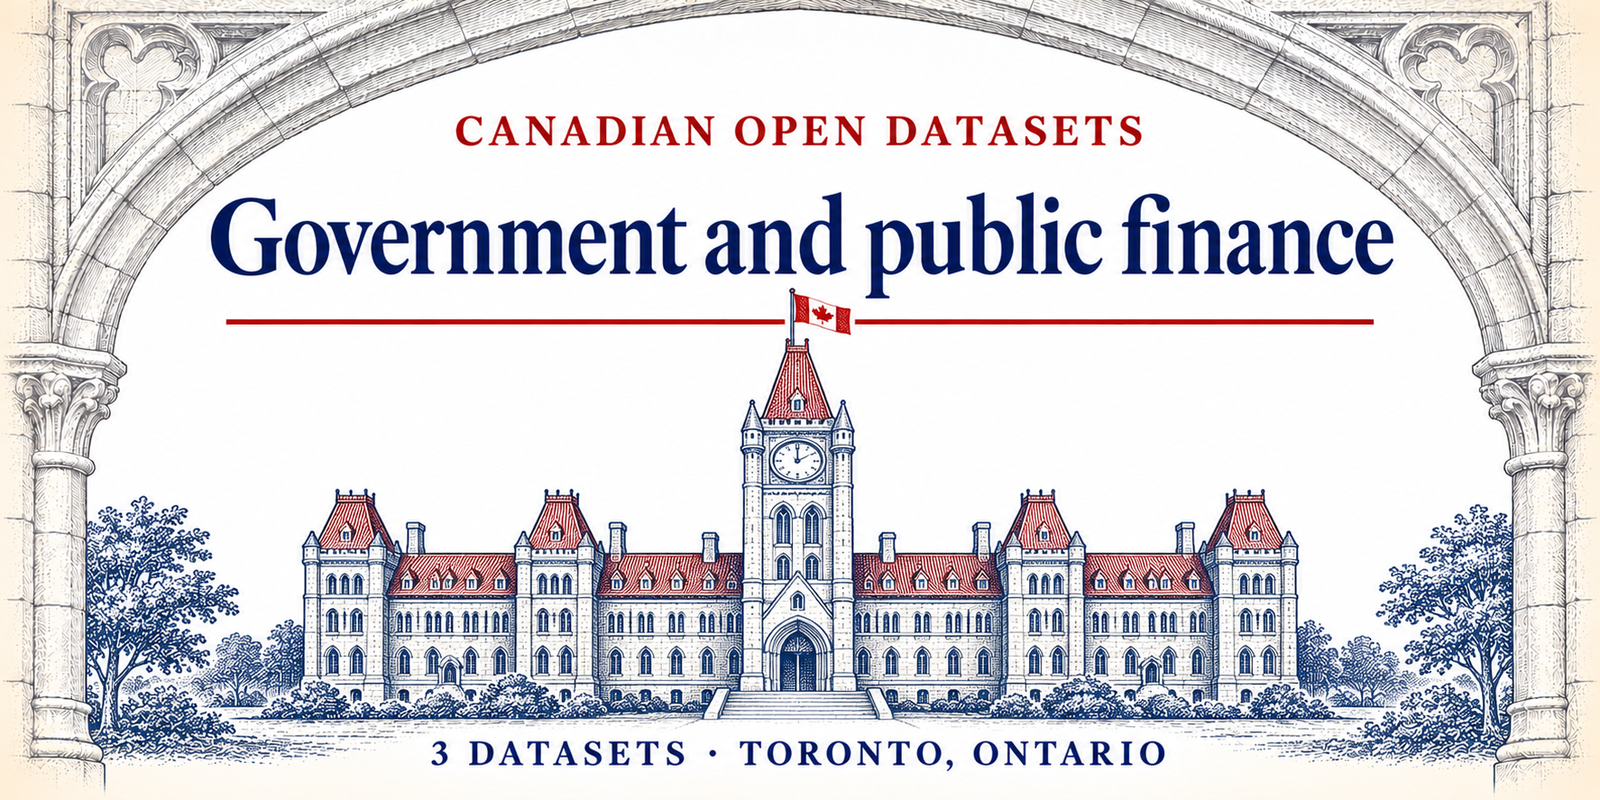 CANADIAN OPEN DATASETS
Government and public finance
3 DATASETS · TORONTO, ONTARIO